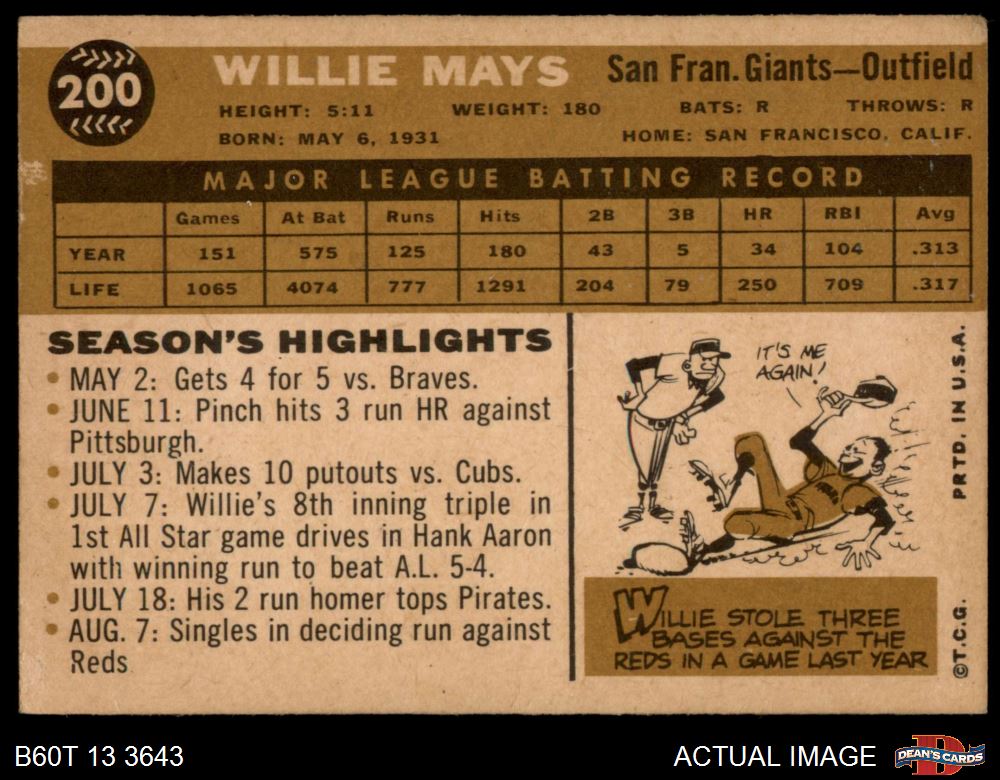 200
WILLIE MAYS San Fran. Giants—Outfield
HEIGHT: 5:11 WEIGHT: 180 BATS: R THROWS: R
BORN: MAY 6, 1931 HOME: SAN FRANCISCO, CALIF.
MAJOR LEAGUE BATTING RECORD
Games At Bat Runs Hits 2B 3B HR RBI Avg
YEAR 151 575 125 180 43 5 34 104 .313
LIFE 1065 4074 777 1291 204 79 250 709 .317
SEASON'S HIGHLIGHTS
• MAY 2: Gets 4 for 5 vs. Braves.
• JUNE 11: Pinch hits 3 run HR against
Pittsburgh.
• JULY 3: Makes 10 putouts vs. Cubs.
• JULY 7: Willie's 8th inning triple in
1st All Star game drives in Hank Aaron
with winning run to beat A.L. 5-4.
• JULY 18: His 2 run homer tops Pirates.
• AUG. 7: Singles in deciding run against
Reds
IT'S ME
AGAIN!
WILLIE STOLE THREE
BASES AGAINST THE
REDS IN A GAME LAST YEAR
©T.C.G. PRTD. IN U.S.A.
B60T 13 3643
ACTUAL IMAGE
DEAN'S CARDS